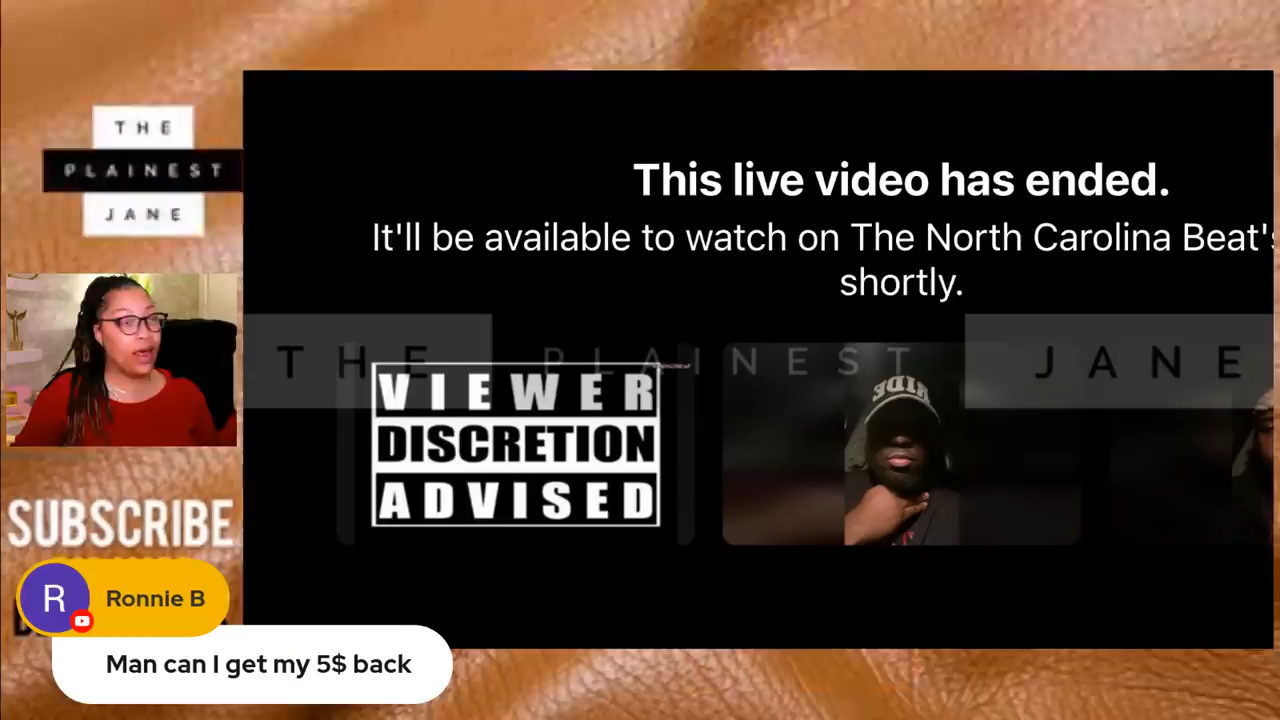 THE
PLAINEST
JANE
This live video has ended.
It'll be available to watch on The North Carolina Beat's
shortly.
THE PLAINEST JANE
VIEWER
DISCRETION
ADVISED
SUBSCRIBE
R
Ronnie B
Man can I get my 5$ back